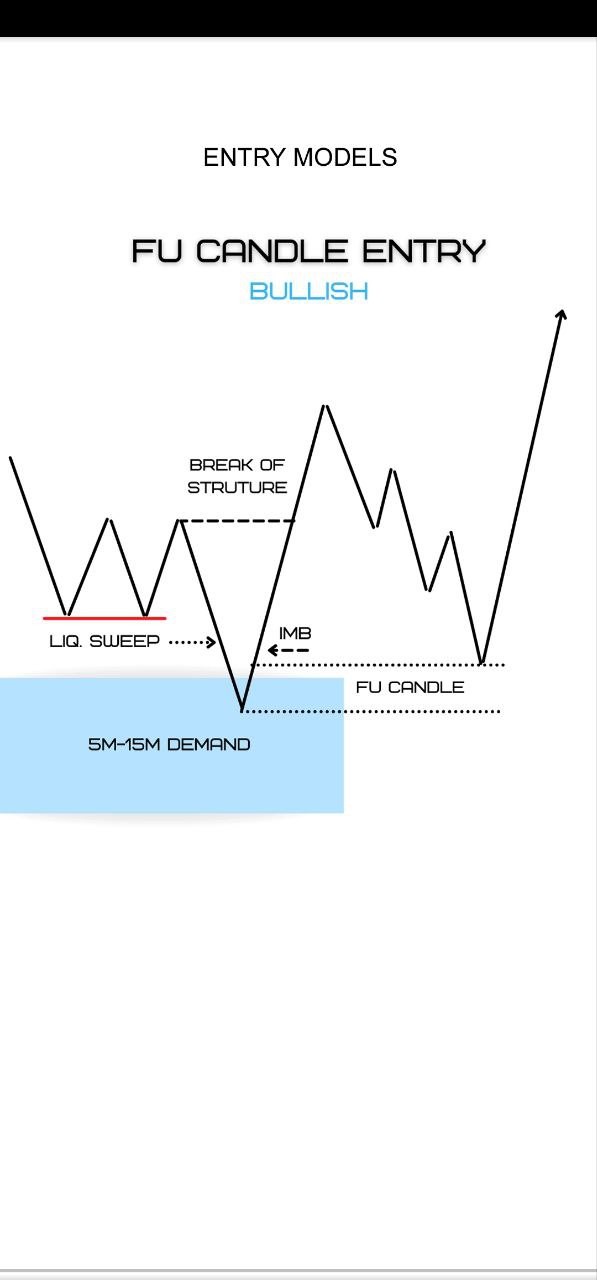 ENTRY MODELS
FU CANDLE ENTRY
BULLISH
BREAK OF
STRUTURE
IMB
LIQ. SWEEP
FU CANDLE
5M-15M DEMAND